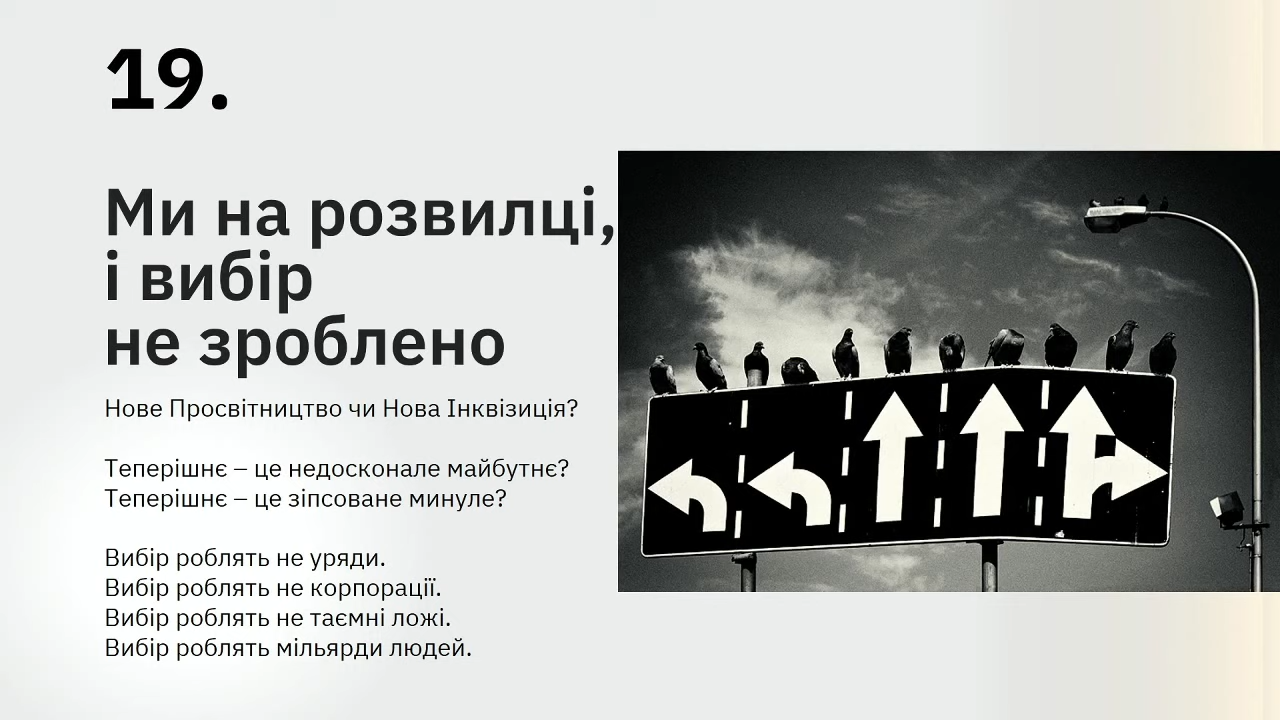 19.
Ми на розвилці,
і вибір
не зроблено
Нове Просвітництво чи Нова Інквізиція?
Теперішнє – це недосконале майбутнє?
Теперішнє – це зіпсоване минуле?
Вибір роблять не уряди.
Вибір роблять не корпорації.
Вибір роблять не таємні ложі.
Вибір роблять мільярди людей.